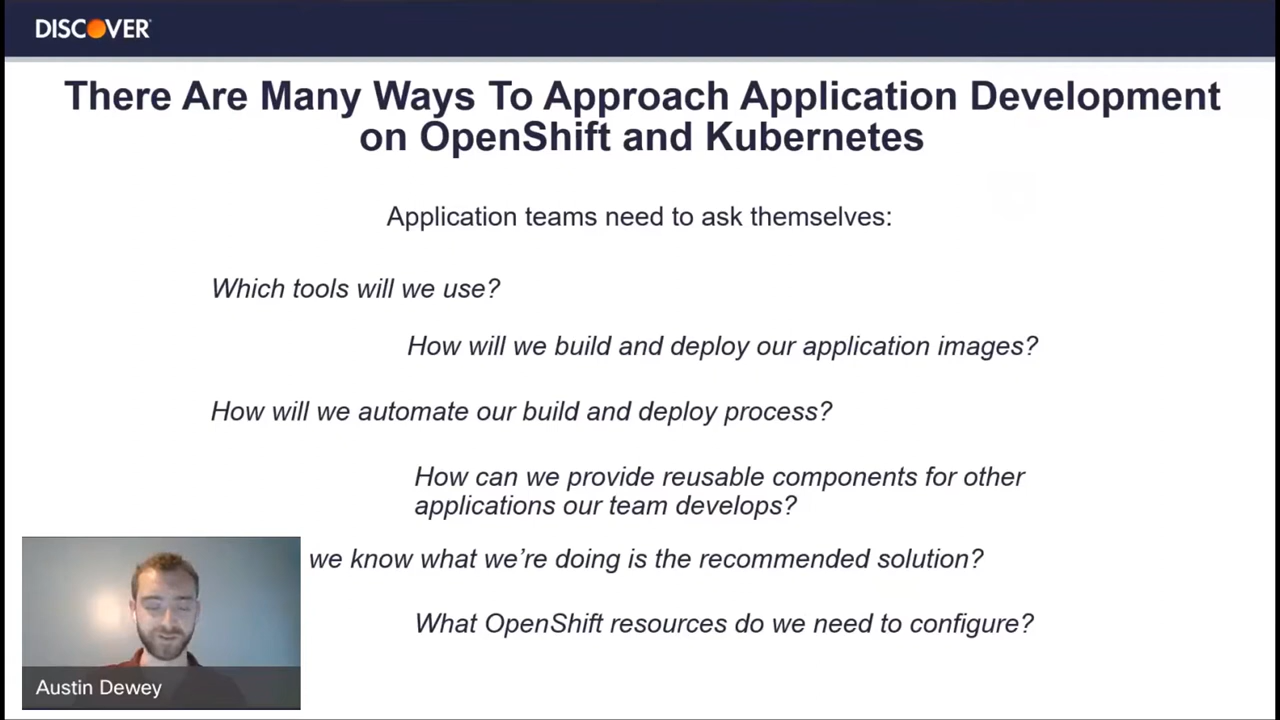 DISCOVER
There Are Many Ways To Approach Application Development
on OpenShift and Kubernetes
Application teams need to ask themselves:
Which tools will we use?
How will we build and deploy our application images?
How will we automate our build and deploy process?
How can we provide reusable components for other
applications our team develops?
we know what we’re doing is the recommended solution?
What OpenShift resources do we need to configure?
Austin Dewey